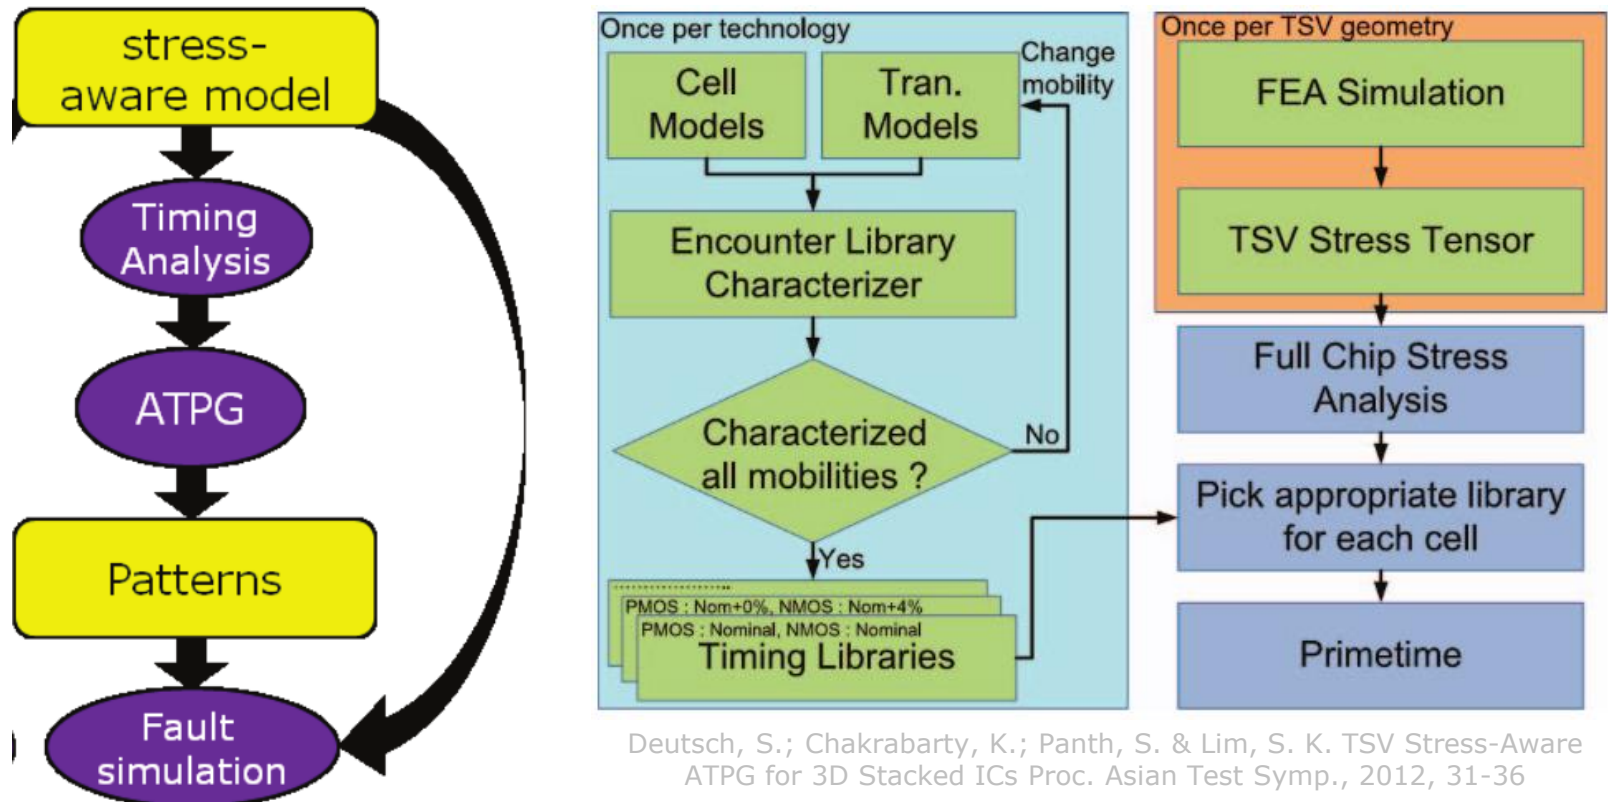 stress-
aware model
Timing
Analysis
ATPG
Patterns
Fault
simulation
Once per technology
Cell
Models
Tran.
Models
Change
mobility
Encounter Library
Characterizer
Characterized
all mobilities ?
No
Yes
PMOS : Nom+0%, NMOS : Nom+4%
PMOS : Nominal, NMOS : Nominal
Timing Libraries
Once per TSV geometry
FEA Simulation
TSV Stress Tensor
Full Chip Stress
Analysis
Pick appropriate library
for each cell
Primetime
Deutsch, S.; Chakrabarty, K.; Panth, S. & Lim, S. K. TSV Stress-Aware
ATPG for 3D Stacked ICs Proc. Asian Test Symp., 2012, 31-36